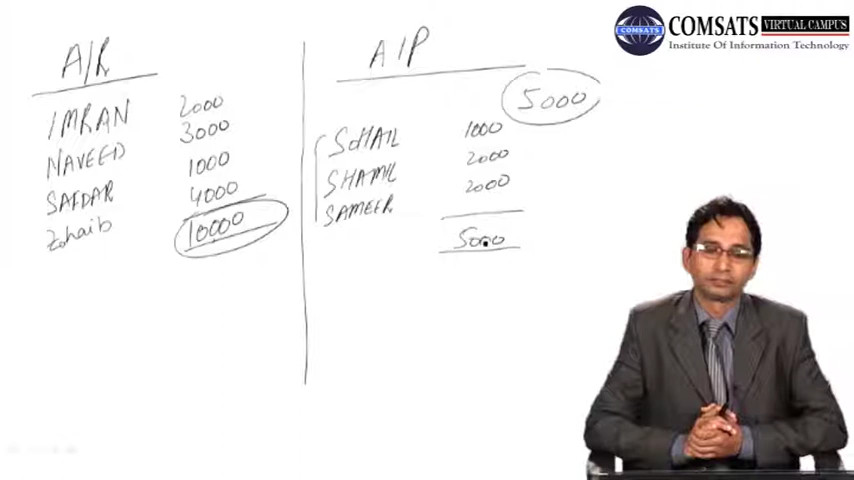 COMSATS VIRTUAL CAMPUS
COMSATS
Institute Of Information Technology
A/R
IMRAN 2000
NAVEED 3000
SAFDAR 1000
Zohaib 4000
10000
A/P
5000
SOHAIL 1000
SHAMIL 2000
SAMEER 2000
5000